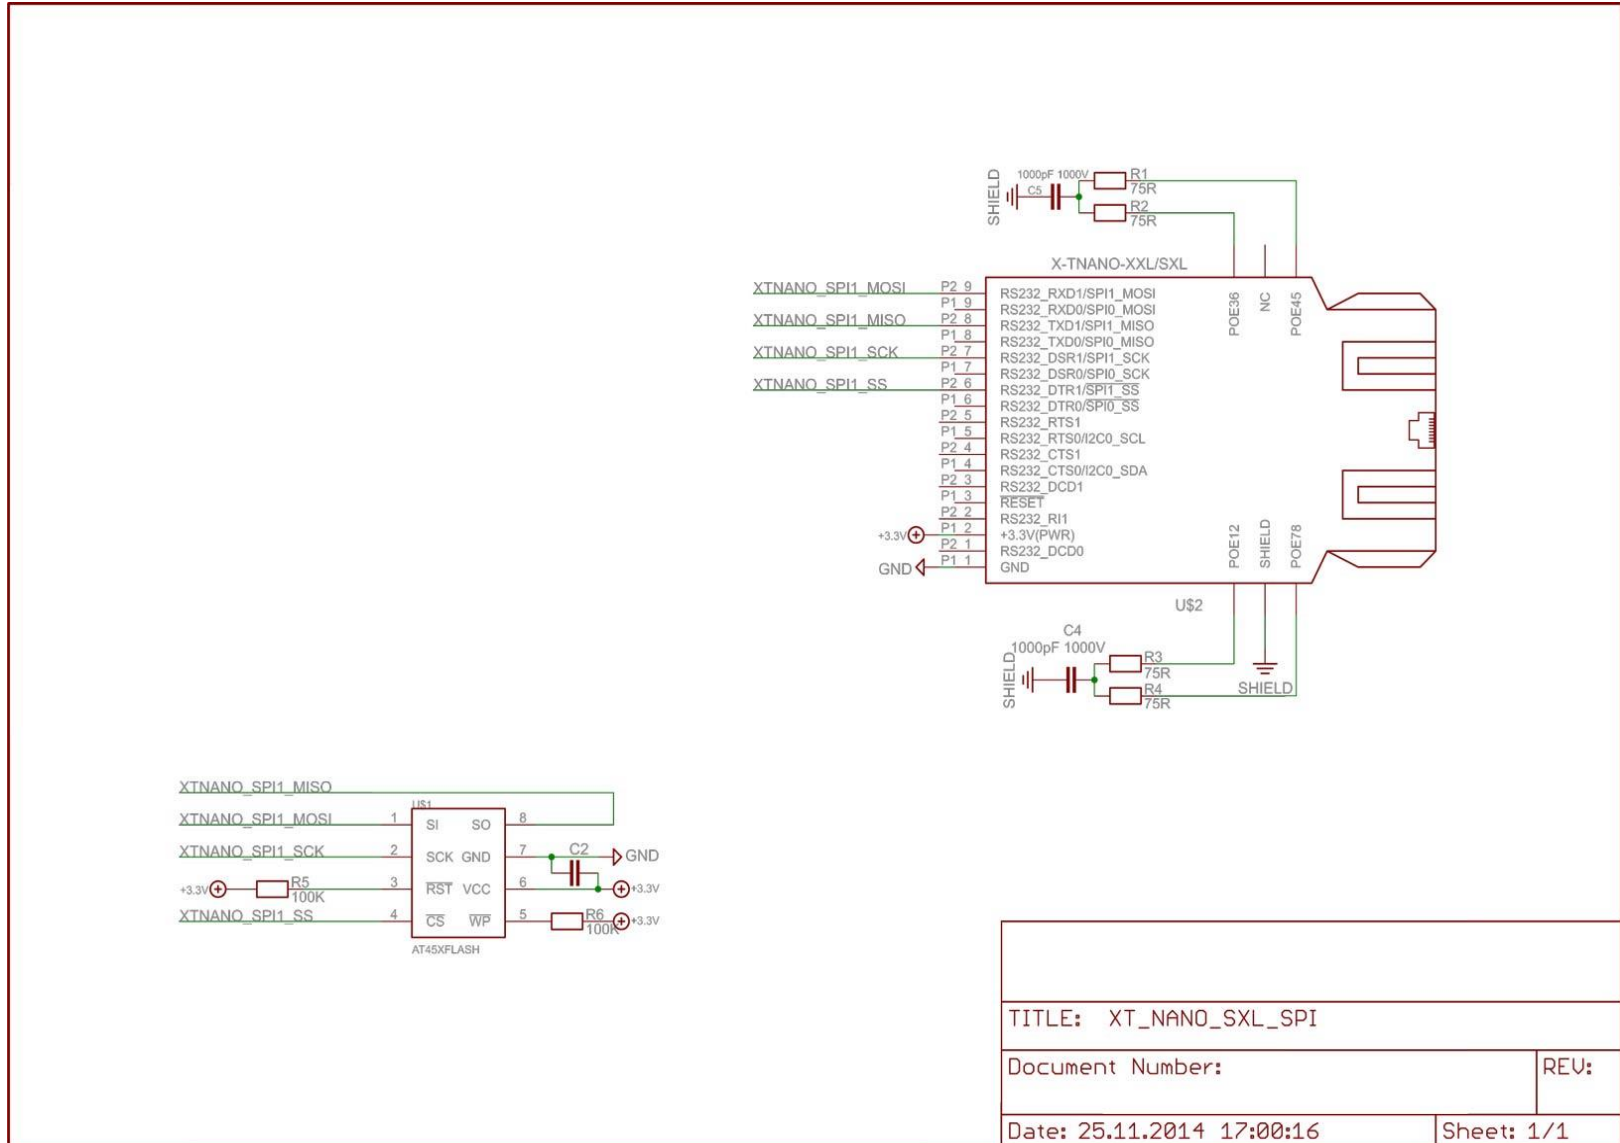 SHIELD
1000pF 1000V
C5
R1
75R
R2
75R
X-TNANO-XXL/SXL
POE36
NC
POE45
XTNANO_SPI1_MOSI P2 9 RS232_RXD1/SPI1_MOSI
P1 9 RS232_RXD0/SPI0_MOSI
XTNANO_SPI1_MISO P2 8 RS232_TXD1/SPI1_MISO
P1 8 RS232_TXD0/SPI0_MISO
XTNANO_SPI1_SCK P2 7 RS232_DSR1/SPI1_SCK
P1 7 RS232_DSR0/SPI0_SCK
XTNANO_SPI1_SS P2 6 RS232_DTR1/SPI1_SS
P1 6 RS232_DTR0/SPI0_SS
P2 5 RS232_RTS1
P1 5 RS232_RTS0/I2C0_SCL
P2 4 RS232_CTS1
P1 4 RS232_CTS0/I2C0_SDA
P2 3 RS232_DCD1
P1 3 RESET
P2 2 RS232_RI1
+3.3V P1 2 +3.3V(PWR)
P2 1 RS232_DCD0
GND P1 1 GND
POE12
SHIELD
POE78
U$2
C4
1000pF 1000V
SHIELD
R3
75R
R4
75R
SHIELD
XTNANO_SPI1_MISO
U$1
XTNANO_SPI1_MOSI 1 SI SO 8
XTNANO_SPI1_SCK 2 SCK GND 7 C2 GND
+3.3V R5 100K 3 RST VCC 6 +3.3V
XTNANO_SPI1_SS 4 CS WP 5 R6 100K +3.3V
AT45XFLASH
TITLE: XT_NANO_SXL_SPI
Document Number:
REV:
Date: 25.11.2014 17:00:16
Sheet: 1/1